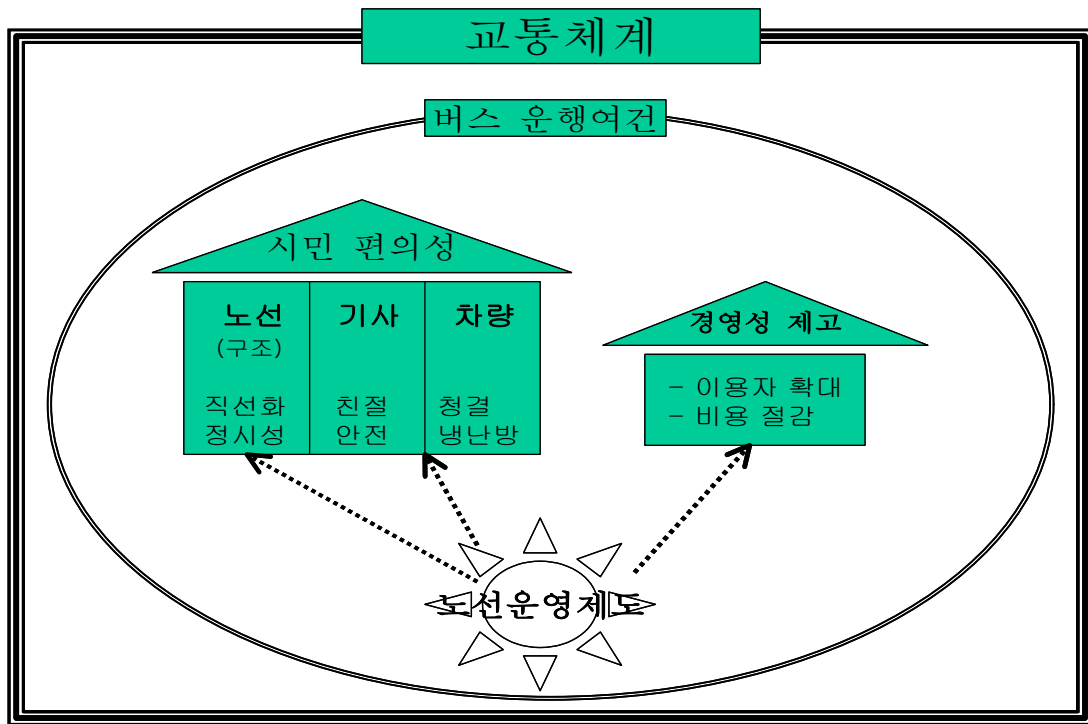 교통체계
버스 운행여건
시민 편의성
노선
(구조)
직선화
정시성
기사
친절
안전
차량
청결
냉난방
경영성 제고
- 이용자 확대
- 비용 절감
노선운영제도